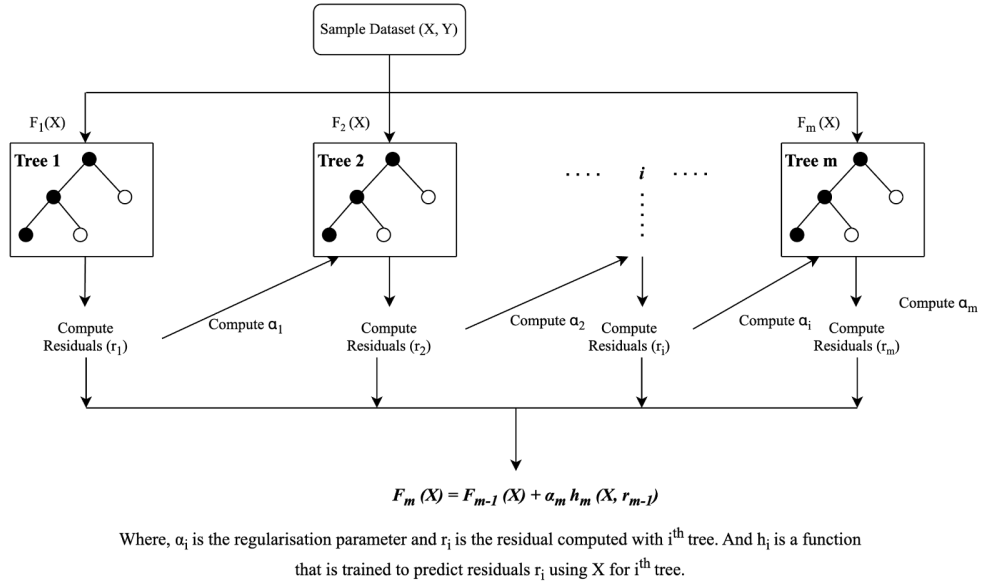 Sample Dataset (X, Y)
F₁(X)
F₂ (X)
Fₘ (X)
Tree 1
Tree 2
.... i ....
Tree m
Compute
Residuals (r₁)
Compute α₁
Compute
Residuals (r₂)
Compute α₂
Compute
Residuals (rᵢ)
Compute αᵢ
Compute
Residuals (rₘ)
Compute αₘ
Fₘ (X) = Fₘ₋₁ (X) + αₘ hₘ (X, rₘ₋₁)
Where, αᵢ is the regularisation parameter and rᵢ is the residual computed with iᵗʰ tree. And hᵢ is a function
that is trained to predict residuals rᵢ using X for iᵗʰ tree.